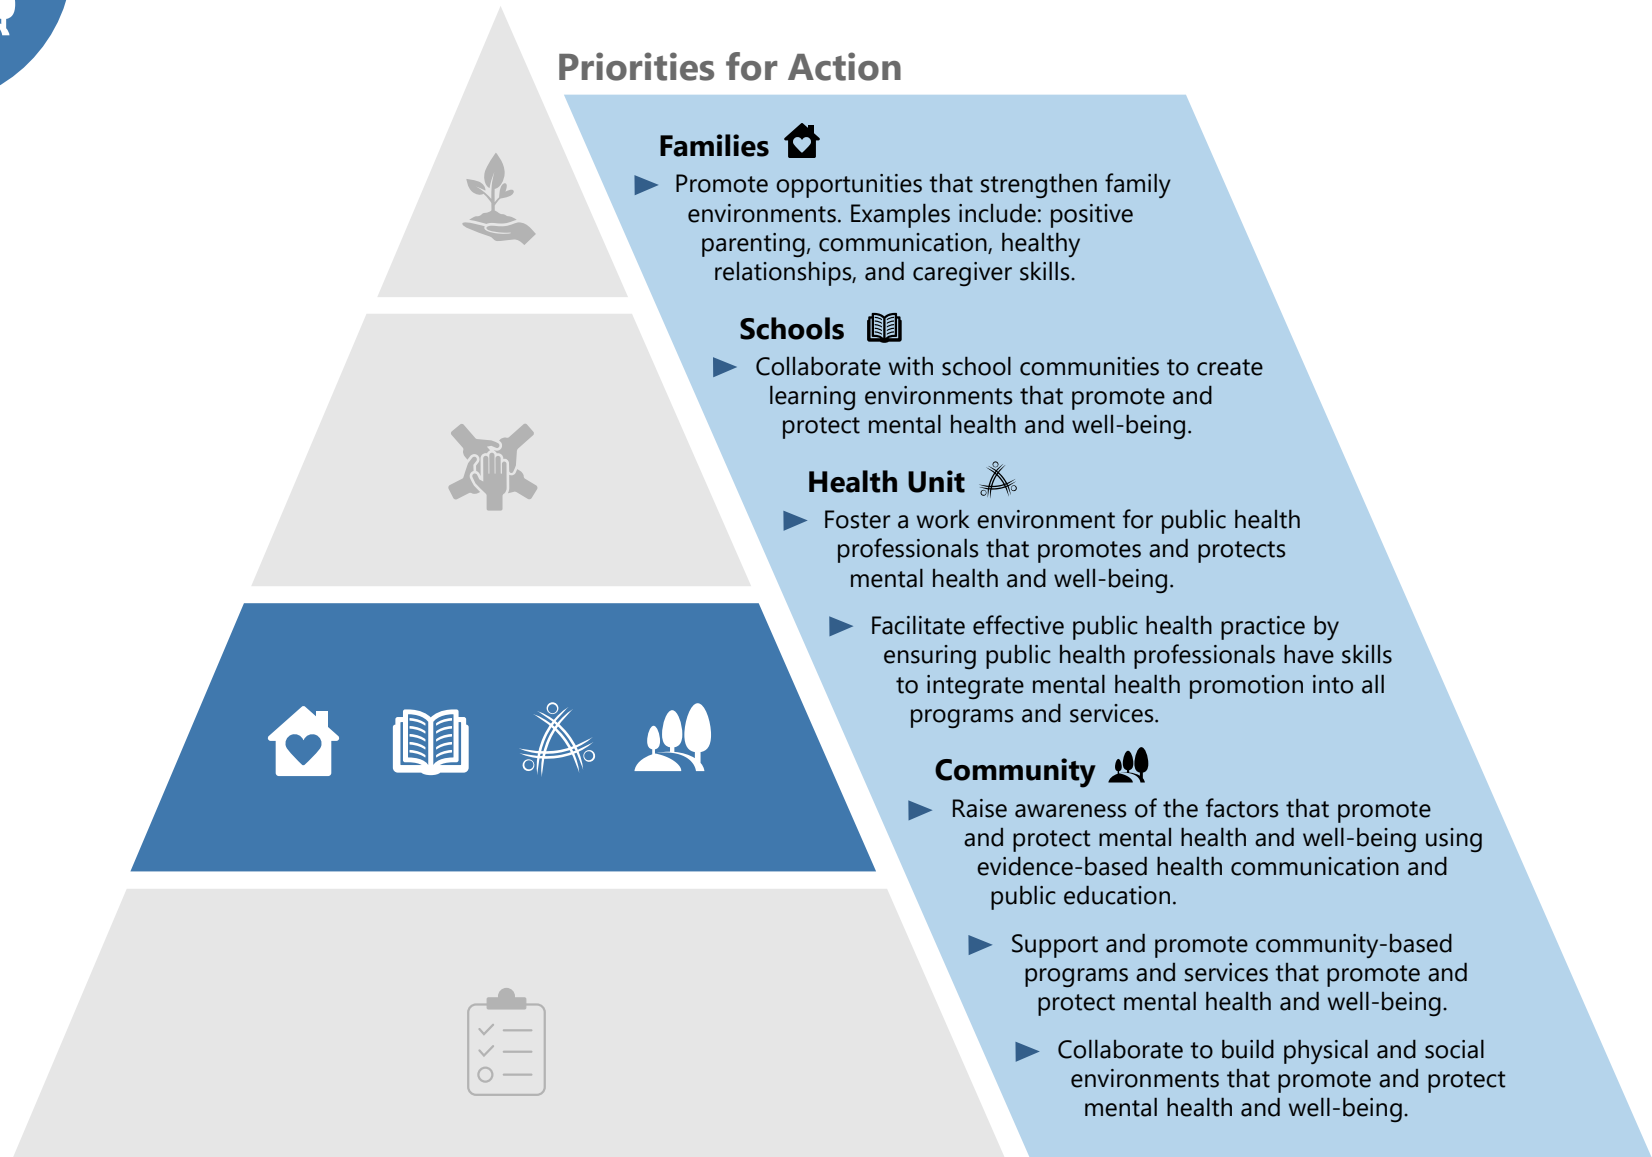 Priorities for Action
Families
Promote opportunities that strengthen family
environments. Examples include: positive
parenting, communication, healthy
relationships, and caregiver skills.
Schools
Collaborate with school communities to create
learning environments that promote and
protect mental health and well-being.
Health Unit
Foster a work environment for public health
professionals that promotes and protects
mental health and well-being.
Facilitate effective public health practice by
ensuring public health professionals have skills
to integrate mental health promotion into all
programs and services.
Community
Raise awareness of the factors that promote
and protect mental health and well-being using
evidence-based health communication and
public education.
Support and promote community-based
programs and services that promote and
protect mental health and well-being.
Collaborate to build physical and social
environments that promote and protect
mental health and well-being.